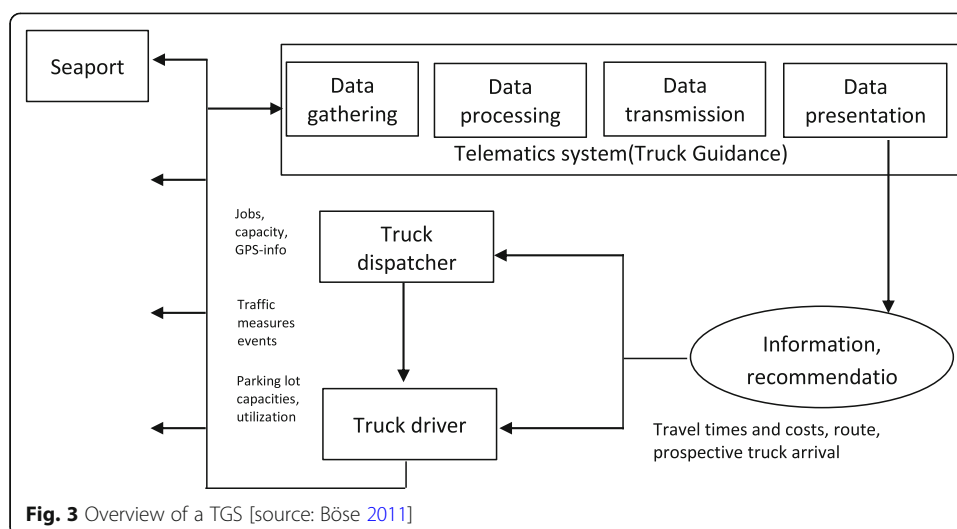 Seaport
Data
gathering
Data
processing
Data
transmission
Data
presentation
Telematics system(Truck Guidance)
Jobs,
capacity,
GPS-info
Truck
dispatcher
Traffic
measures
events
Information,
recommendatio
Parking lot
capacities,
utilization
Truck driver
Travel times and costs, route,
prospective truck arrival
Fig. 3 Overview of a TGS [source: Böse 2011]